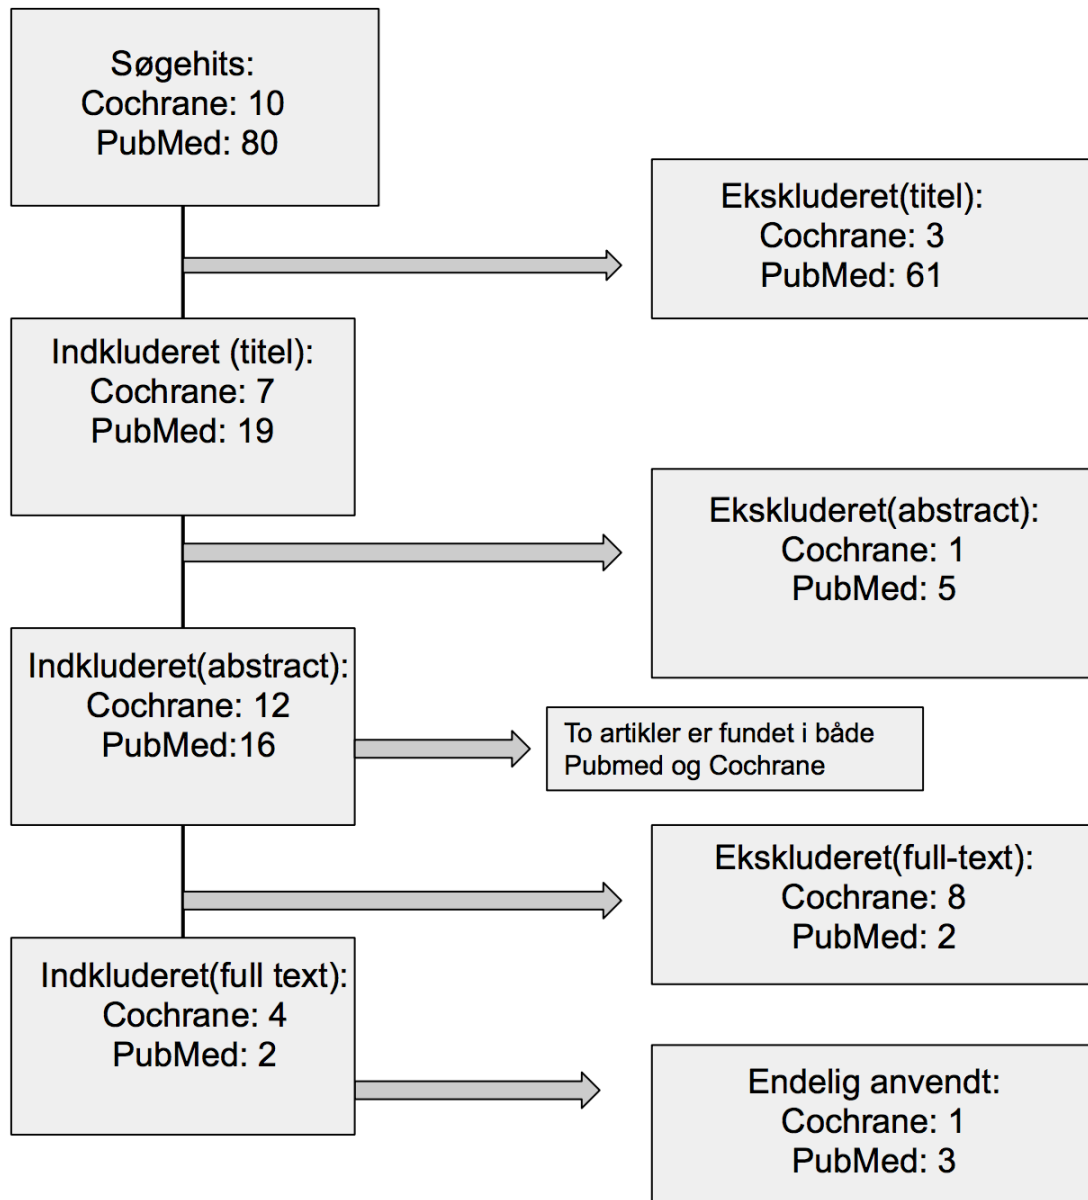 Søgehits:
Cochrane: 10
PubMed: 80
Ekskluderet(titel):
Cochrane: 3
PubMed: 61
Indkluderet (titel):
Cochrane: 7
PubMed: 19
Ekskluderet(abstract):
Cochrane: 1
PubMed: 5
Indkluderet(abstract):
Cochrane: 12
PubMed:16
To artikler er fundet i både
Pubmed og Cochrane
Ekskluderet(full-text):
Cochrane: 8
PubMed: 2
Indkluderet(full text):
Cochrane: 4
PubMed: 2
Endelig anvendt:
Cochrane: 1
PubMed: 3